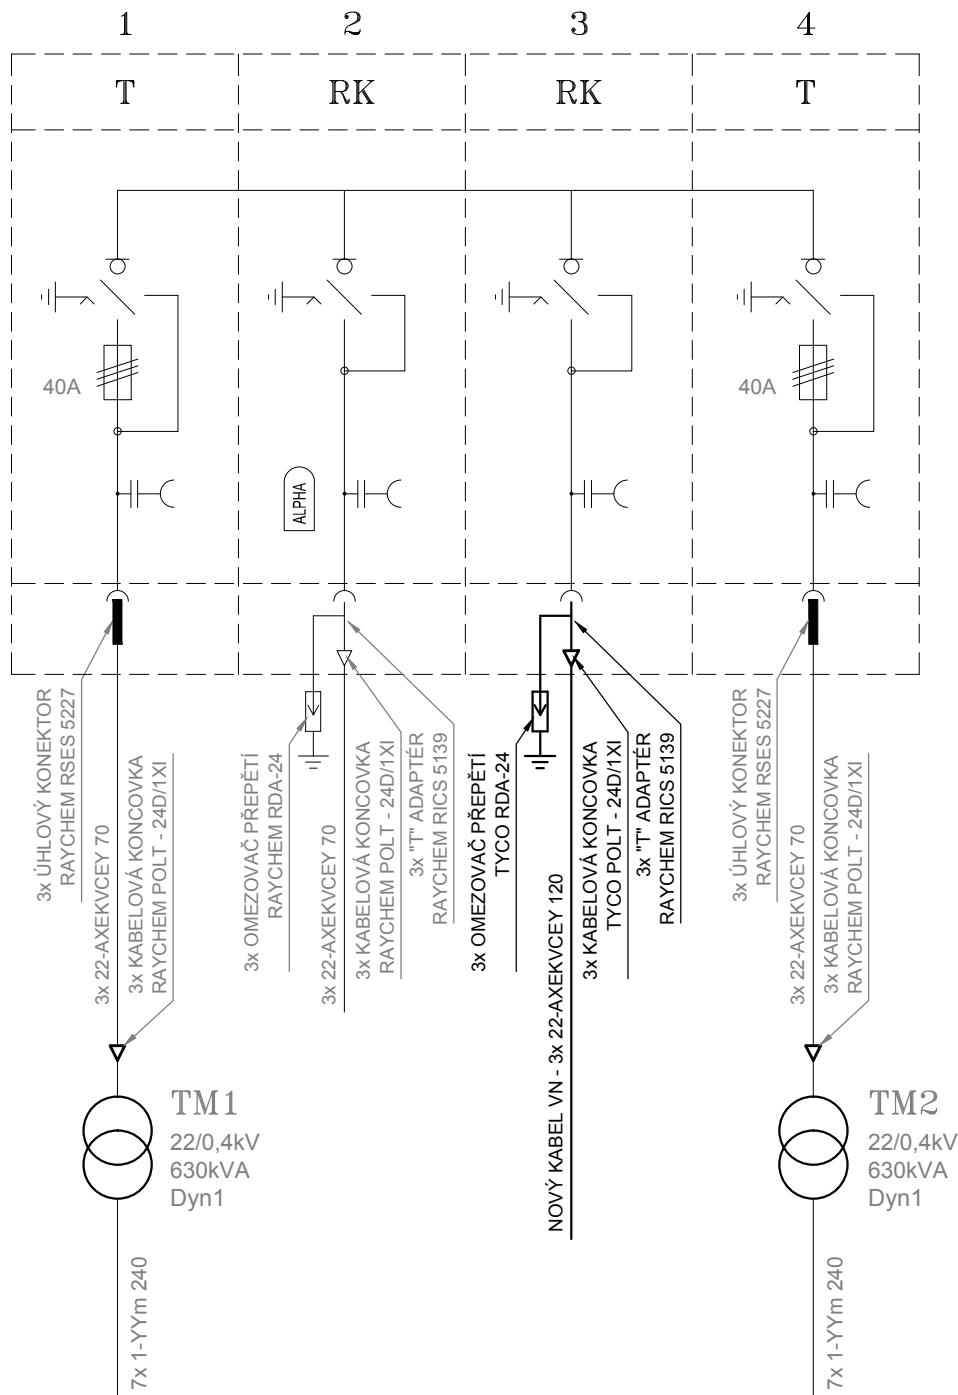 1
2
3
4
T
RK
RK
T
40A
40A
ALPHA
3x ÚHLOVÝ KONEKTOR
RAYCHEM RSES 5227
3x 22-AXEKVCEY 70
3x KABELOVÁ KONCOVKA
RAYCHEM POLT - 24D/1XI
3x OMEZOVAČ PŘEPĚTÍ
RAYCHEM RDA-24
3x 22-AXEKVCEY 70
3x KABELOVÁ KONCOVKA
RAYCHEM POLT - 24D/1XI
3x "T" ADAPTÉR
RAYCHEM RICS 5139
3x OMEZOVAČ PŘEPĚTÍ
TYCO RDA-24
NOVÝ KABEL VN - 3x 22-AXEKVCEY 120
3x KABELOVÁ KONCOVKA
TYCO POLT - 24D/1XI
3x "T" ADAPTÉR
RAYCHEM RICS 5139
3x ÚHLOVÝ KONEKTOR
RAYCHEM RSES 5227
3x 22-AXEKVCEY 70
3x KABELOVÁ KONCOVKA
RAYCHEM POLT - 24D/1XI
TM1
22/0,4kV
630kVA
Dyn1
7x 1-YYm 240
TM2
22/0,4kV
630kVA
Dyn1
7x 1-YYm 240